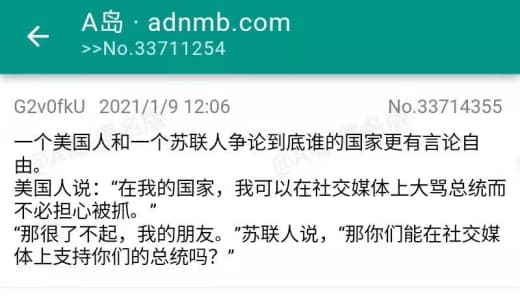 A岛 · adnmb.com
>>No.33711254
G2v0fkU 2021/1/9 12:06 No.33714355
一个美国人和一个苏联人争论到底谁的国家更有言论自
由。
美国人说：“在我的国家，我可以在社交媒体上大骂总统而
不必担心被抓。”
“那很了不起，我的朋友。”苏联人说，“那你们能在社交媒
体上支持你们的总统吗？”